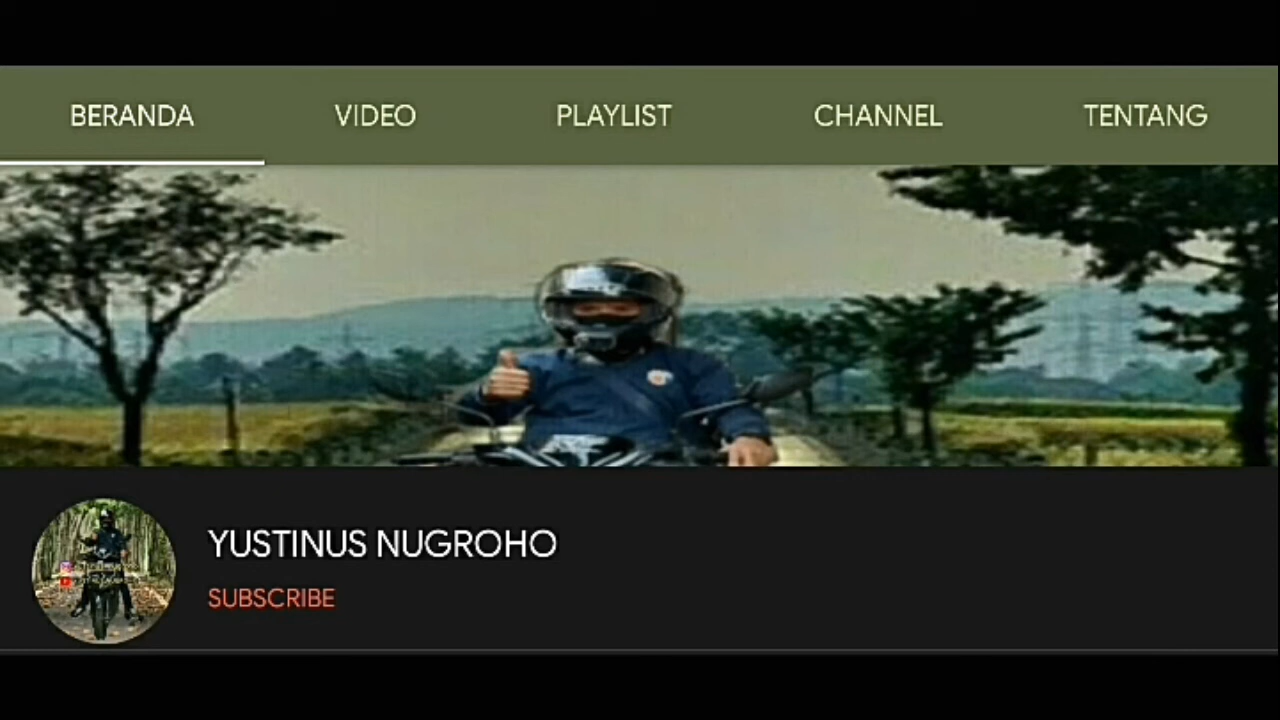 BERANDA VIDEO PLAYLIST CHANNEL TENTANG
YUSTINUS NUGROHO
SUBSCRIBE